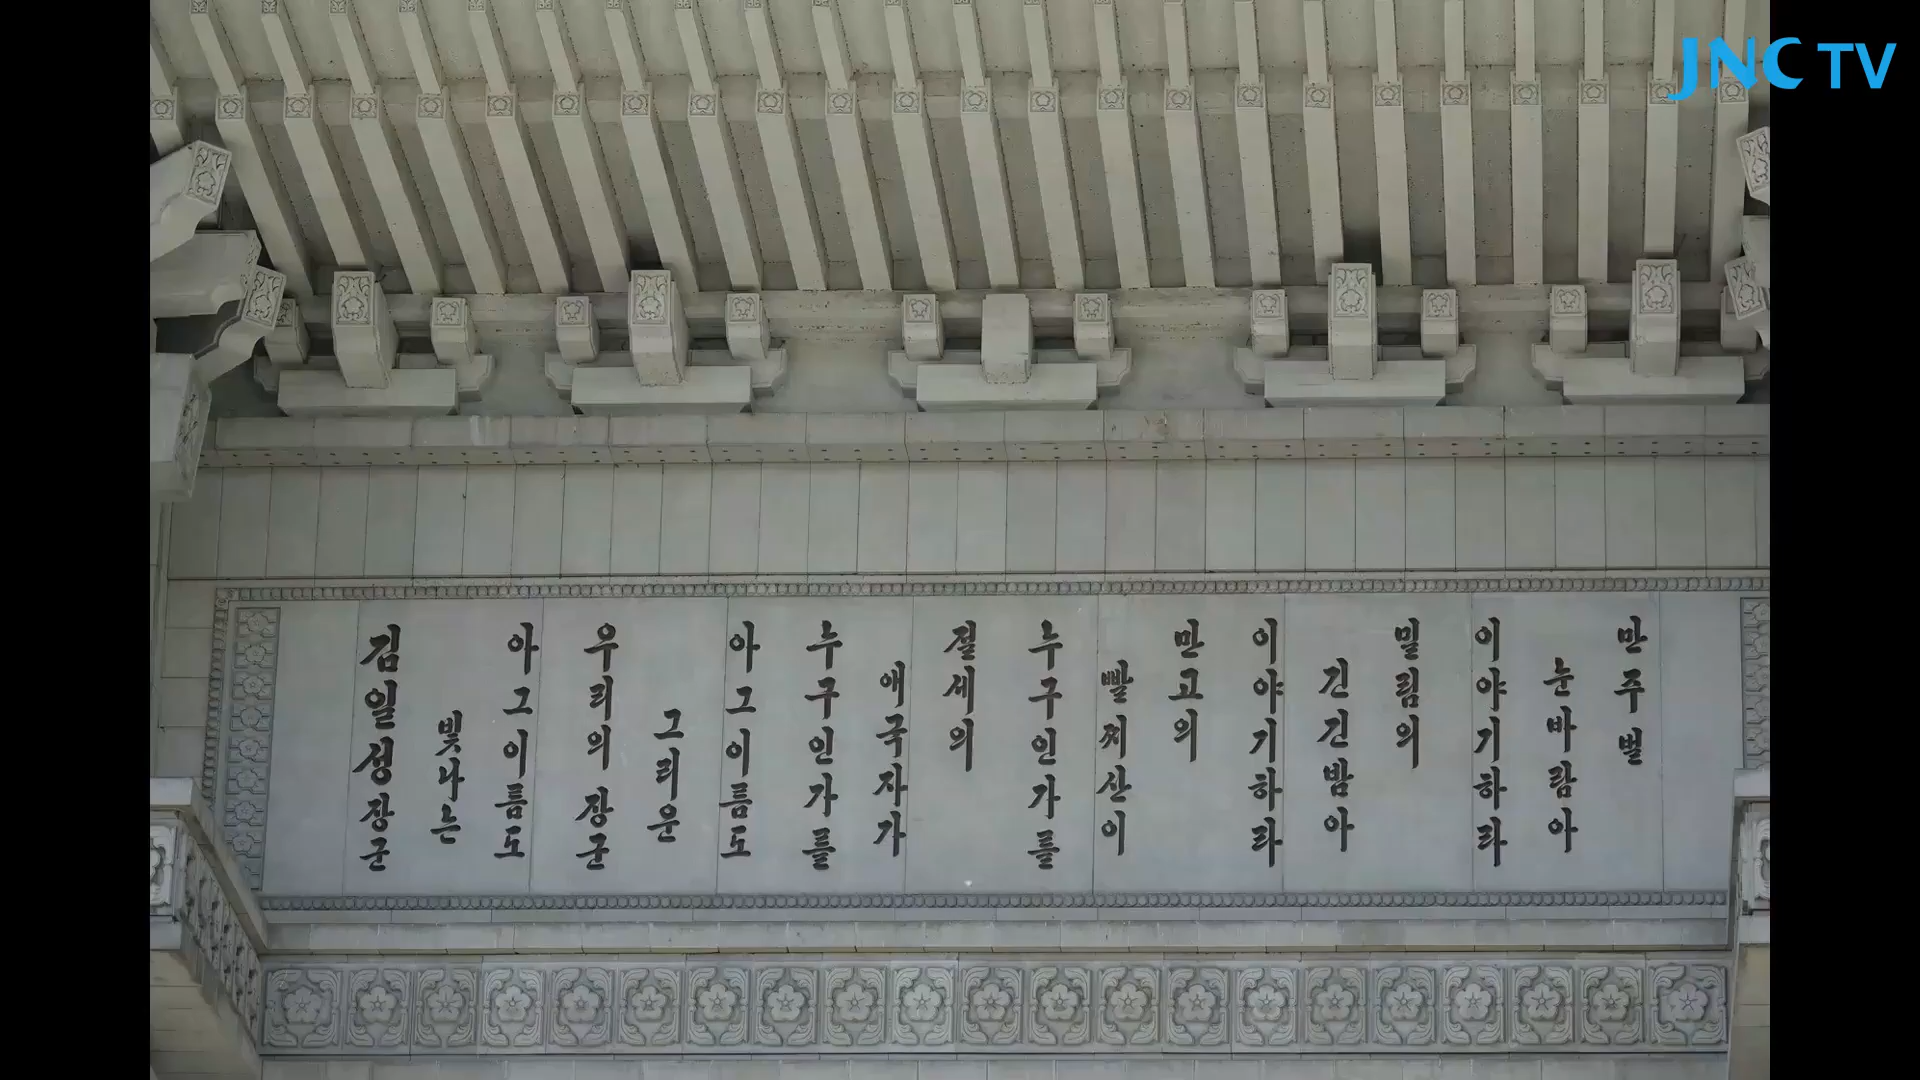 JNC TV
만주벌
눈바람아
이야기하라
밀림의
긴긴밤아
이야기하라
만고의
빨찌산이
누구인가를
절세의
애국자가
누구인가를
아그이름도
그리운
우리의장군
아그이름도
빛나는
김일성장군